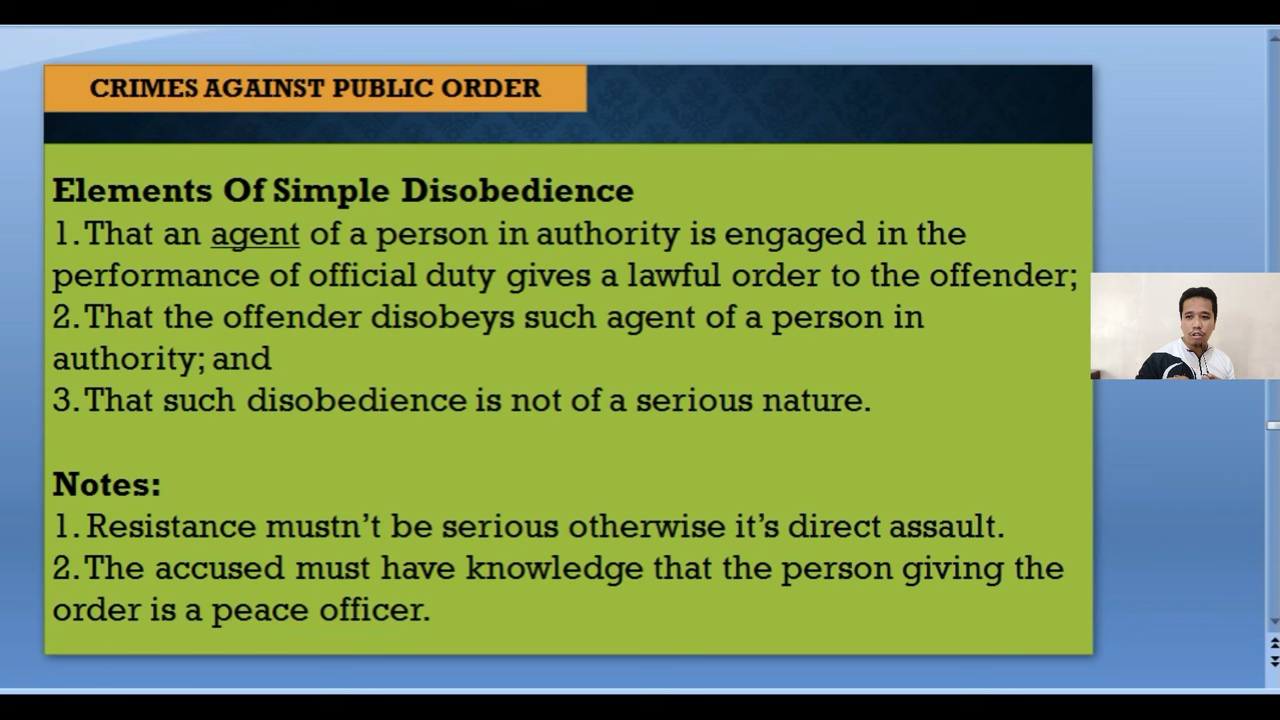 CRIMES AGAINST PUBLIC ORDER
Elements Of Simple Disobedience
1. That an agent of a person in authority is engaged in the
performance of official duty gives a lawful order to the offender;
2. That the offender disobeys such agent of a person in
authority; and
3. That such disobedience is not of a serious nature.
Notes:
1. Resistance mustn’t be serious otherwise it’s direct assault.
2. The accused must have knowledge that the person giving the
order is a peace officer.